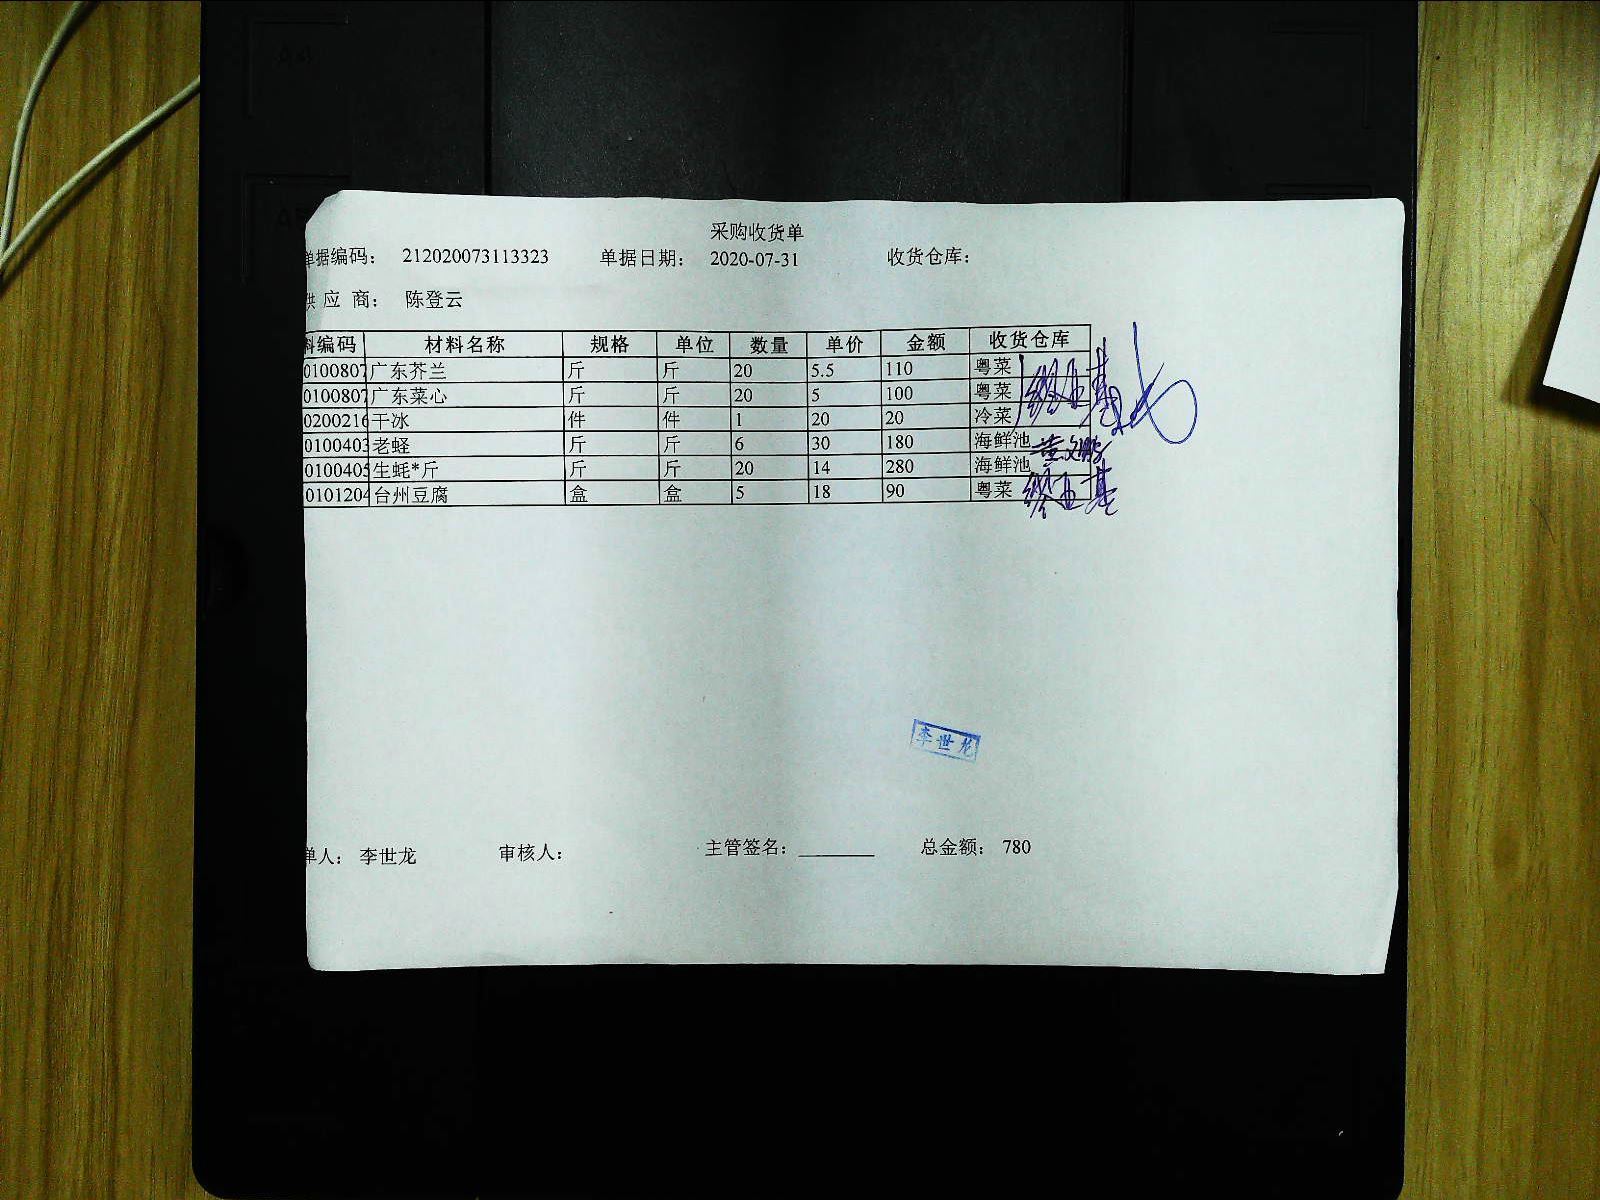 采购收货单
单据编码： 212020073113323 单据日期： 2020-07-31 收货仓库：
供应商： 陈登云
料编码 材料名称 规格 单位 数量 单价 金额 收货仓库
0100807 广东芥兰 斤 斤 20 5.5 110 粤菜
0100807 广东菜心 斤 斤 20 5 100 粤菜
0200216 干冰 件 件 1 20 20 冷菜
0100403 老蛏 斤 斤 6 30 180 海鲜池
0100405 生蚝*斤 斤 斤 20 14 280 海鲜池
0101204 台州豆腐 盒 盒 5 18 90 粤菜
李世龙
单人： 李世龙 审核人： 主管签名： 总金额： 780